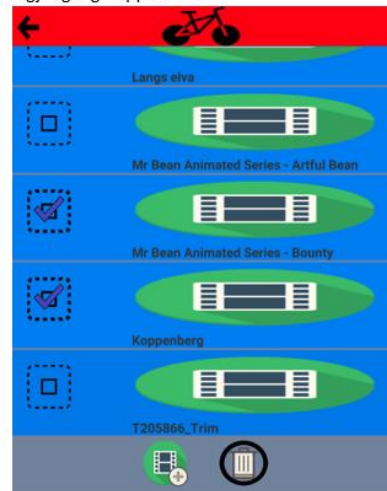 Langs elva
Mr Bean Animated Series - Artful Bean
Mr Bean Animated Series - Bounty
Koppenberg
T205866_Trim